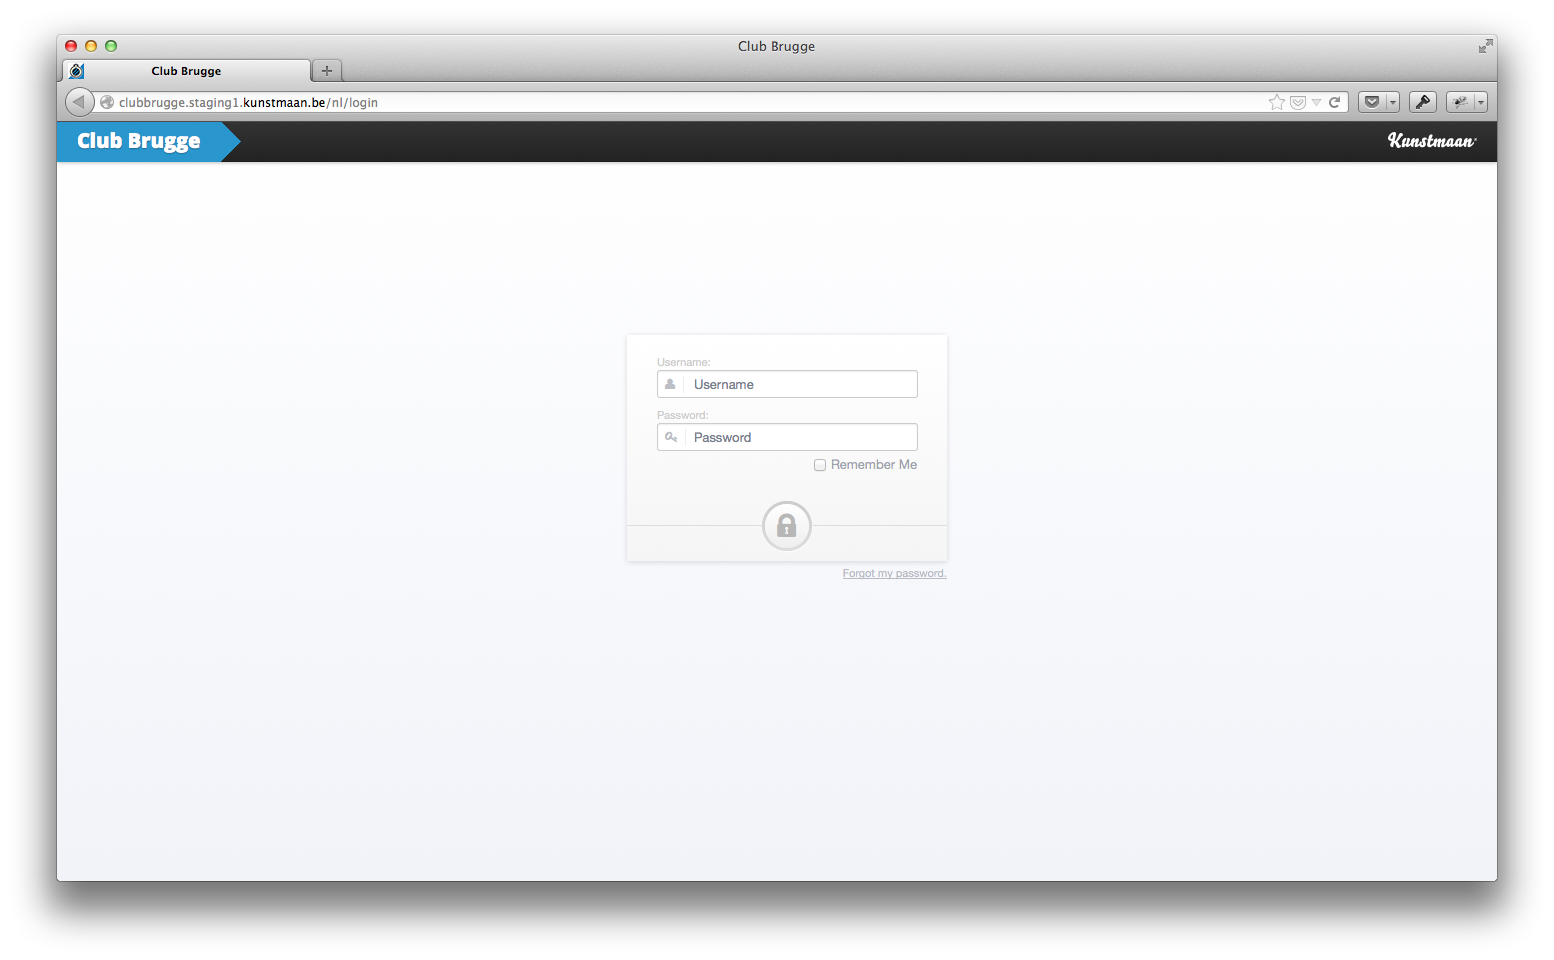 Club Brugge
Club Brugge
clubbrugge.staging1.kunstmaan.be/nl/login
Club Brugge
Kunstmaan
Username:
Username
Password:
Password
Remember Me
Forgot my password.